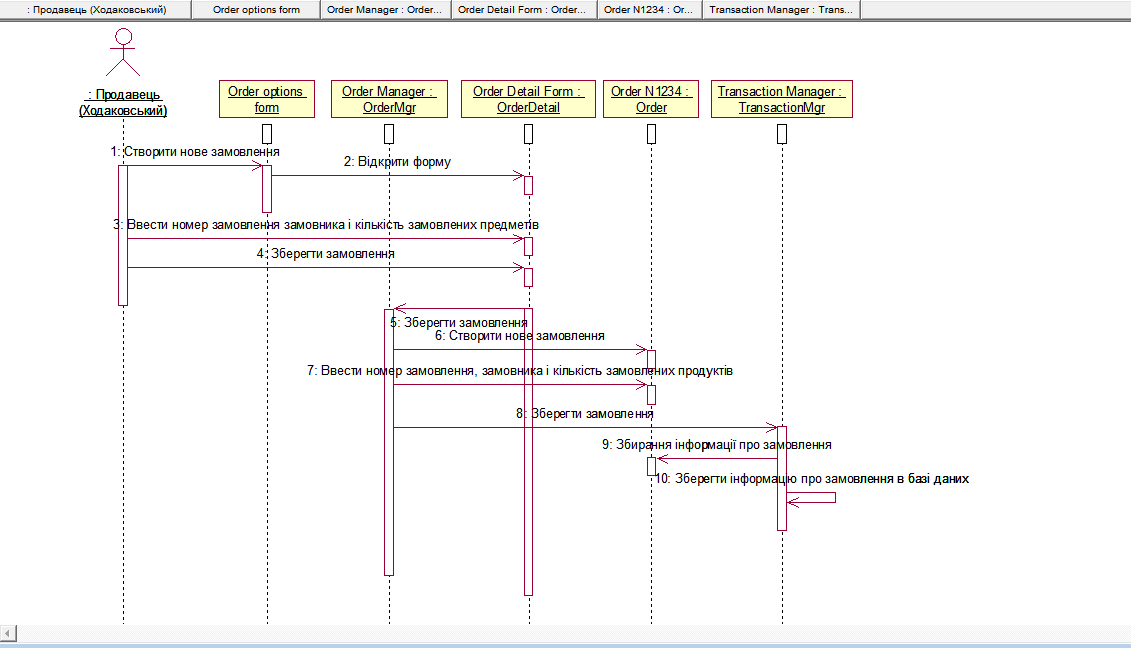 : Продавець (Ходаковський)
Order options form
Order Manager : Order...
Order Detail Form : Order...
Order N1234 : Or...
Transaction Manager : Trans...
: Продавець
(Ходаковський)
Order options
form
Order Manager :
OrderMgr
Order Detail Form :
OrderDetail
Order N1234 :
Order
Transaction Manager :
TransactionMgr
1: Створити нове замовлення
2: Відкрити форму
3: Ввести номер замовлення замовника і кількість замовлених предметів
4: Зберегти замовлення
5: Зберегти замовлення
6: Створити нове замовлення
7: Ввести номер замовлення, замовника і кількість замовлених продуктів
8: Зберегти замовлення
9: Збирання інформації про замовлення
10: Зберегти інформацію про замовлення в базі даних